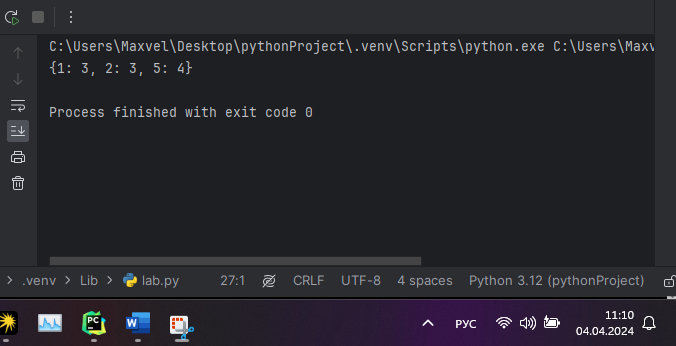 C:\Users\Maxvel\Desktop\pythonProject\.venv\Scripts\python.exe C:\Users\Maxv
{1: 3, 2: 3, 5: 4}
Process finished with exit code 0
> .venv > Lib > lab.py 27:1 CRLF UTF-8 4 spaces Python 3.12 (pythonProject)
PC W РУС 11:10
04.04.2024